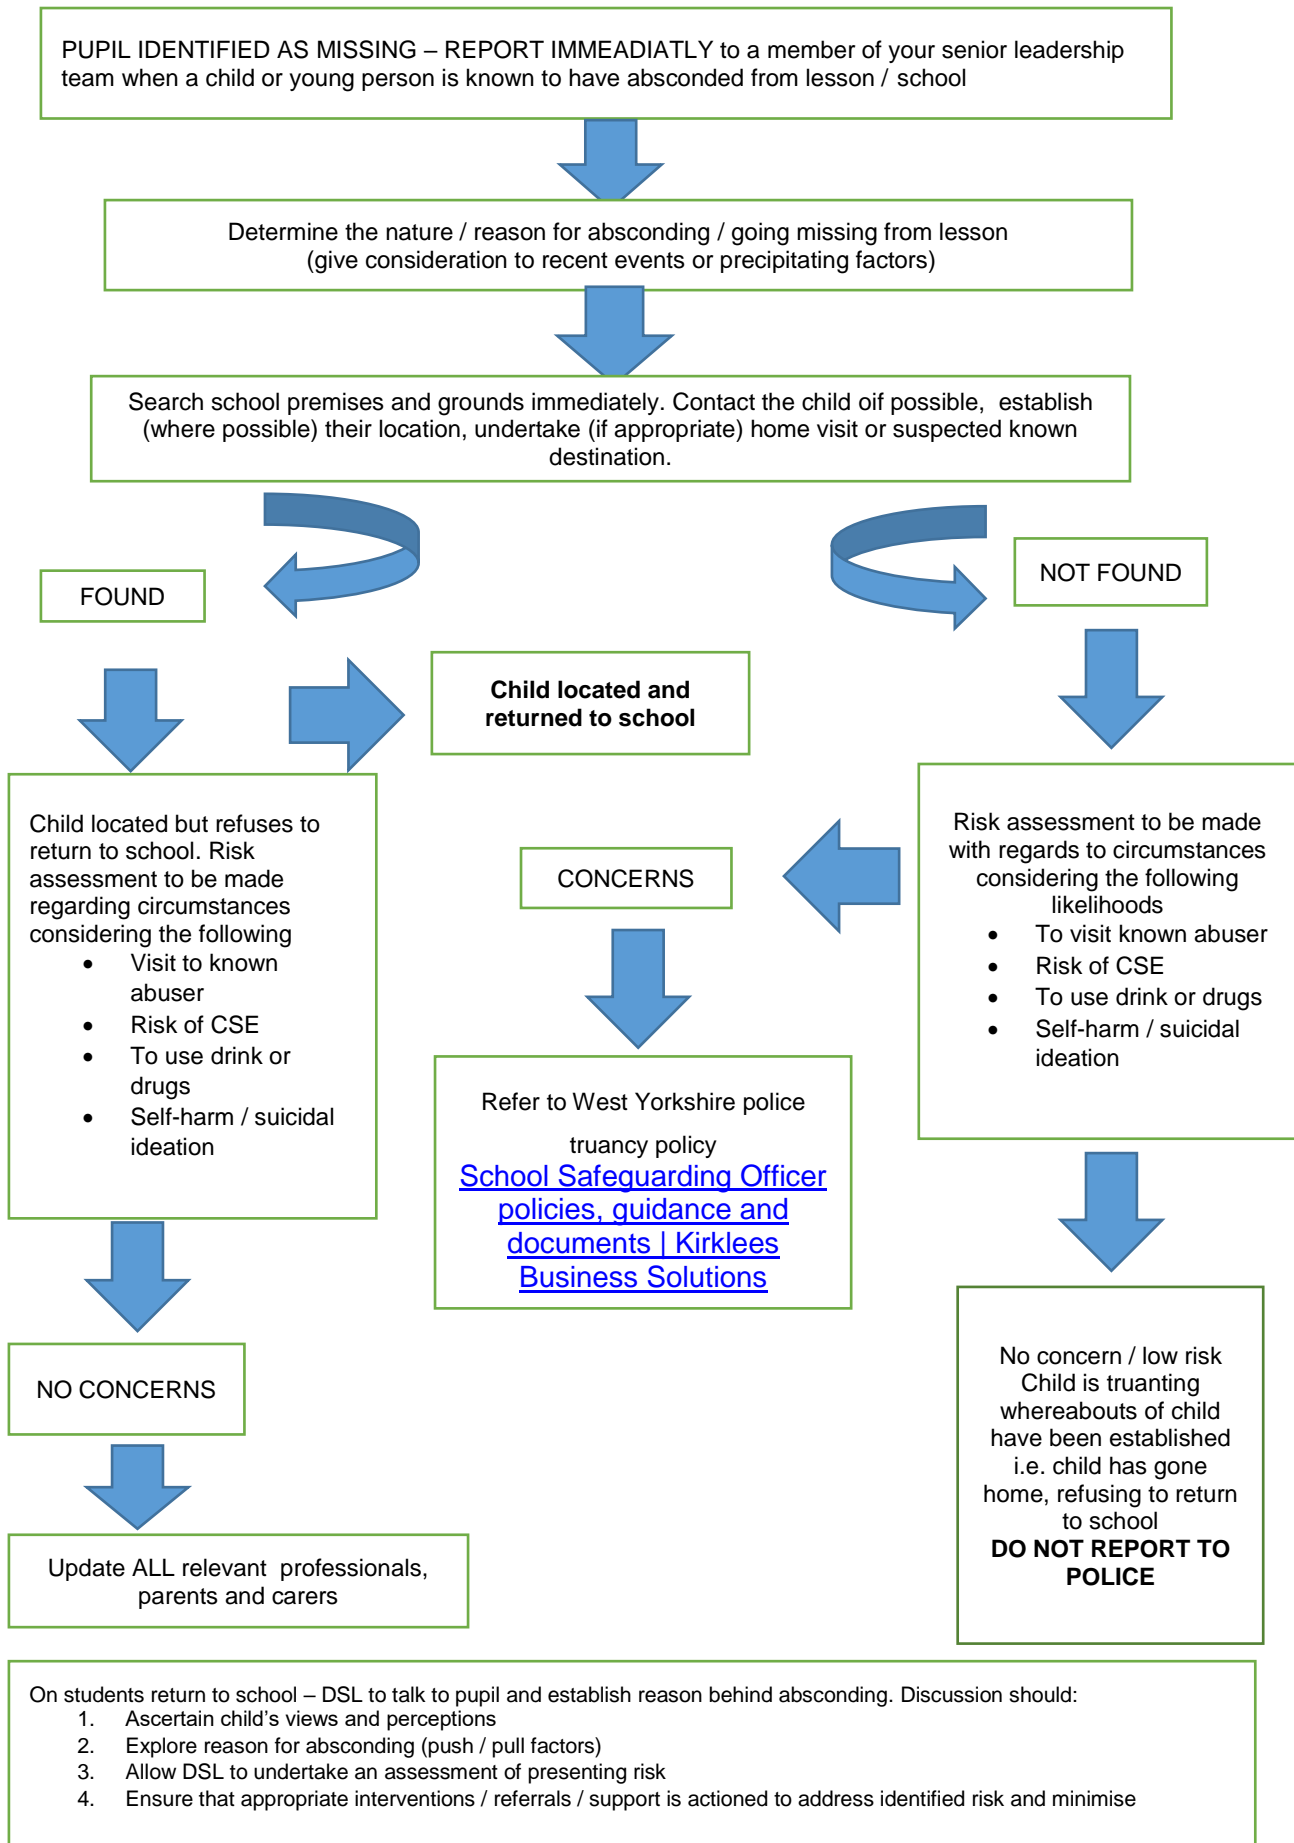 PUPIL IDENTIFIED AS MISSING – REPORT IMMEADIATLY to a member of your senior leadership
team when a child or young person is known to have absconded from lesson / school
Determine the nature / reason for absconding / going missing from lesson
(give consideration to recent events or precipitating factors)
Search school premises and grounds immediately. Contact the child oif possible, establish
(where possible) their location, undertake (if appropriate) home visit or suspected known
destination.
FOUND
NOT FOUND
Child located and
returned to school
Child located but refuses to
return to school. Risk
assessment to be made
regarding circumstances
considering the following
• Visit to known
abuser
• Risk of CSE
• To use drink or
drugs
• Self-harm / suicidal
ideation
CONCERNS
Risk assessment to be made
with regards to circumstances
considering the following
likelihoods
• To visit known abuser
• Risk of CSE
• To use drink or drugs
• Self-harm / suicidal
ideation
Refer to West Yorkshire police
truancy policy
School Safeguarding Officer
policies, guidance and
documents | Kirklees
Business Solutions
NO CONCERNS
No concern / low risk
Child is truanting
whereabouts of child
have been established
i.e. child has gone
home, refusing to return
to school
DO NOT REPORT TO
POLICE
Update ALL relevant professionals,
parents and carers
On students return to school – DSL to talk to pupil and establish reason behind absconding. Discussion should:
1. Ascertain child’s views and perceptions
2. Explore reason for absconding (push / pull factors)
3. Allow DSL to undertake an assessment of presenting risk
4. Ensure that appropriate interventions / referrals / support is actioned to address identified risk and minimise